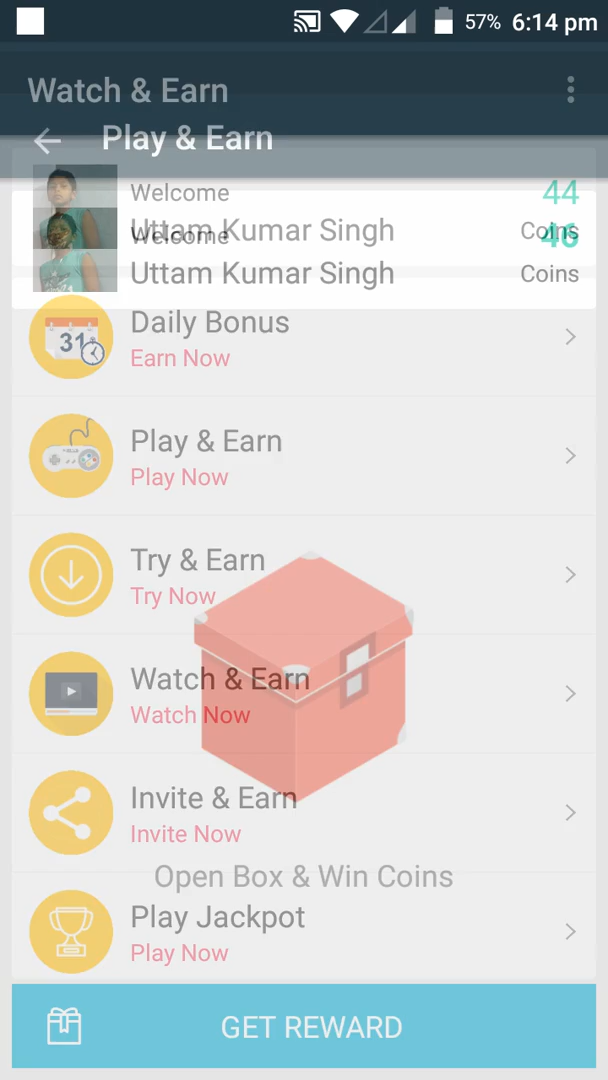 57% 6:14 pm
Watch & Earn
Play & Earn
Welcome 44
Uttam Kumar Singh Coins
Welcome 46
Uttam Kumar Singh Coins
31
Daily Bonus
Earn Now
Play & Earn
Play Now
Try & Earn
Try Now
Watch & Earn
Watch Now
Invite & Earn
Invite Now
Open Box & Win Coins
Play Jackpot
Play Now
GET REWARD